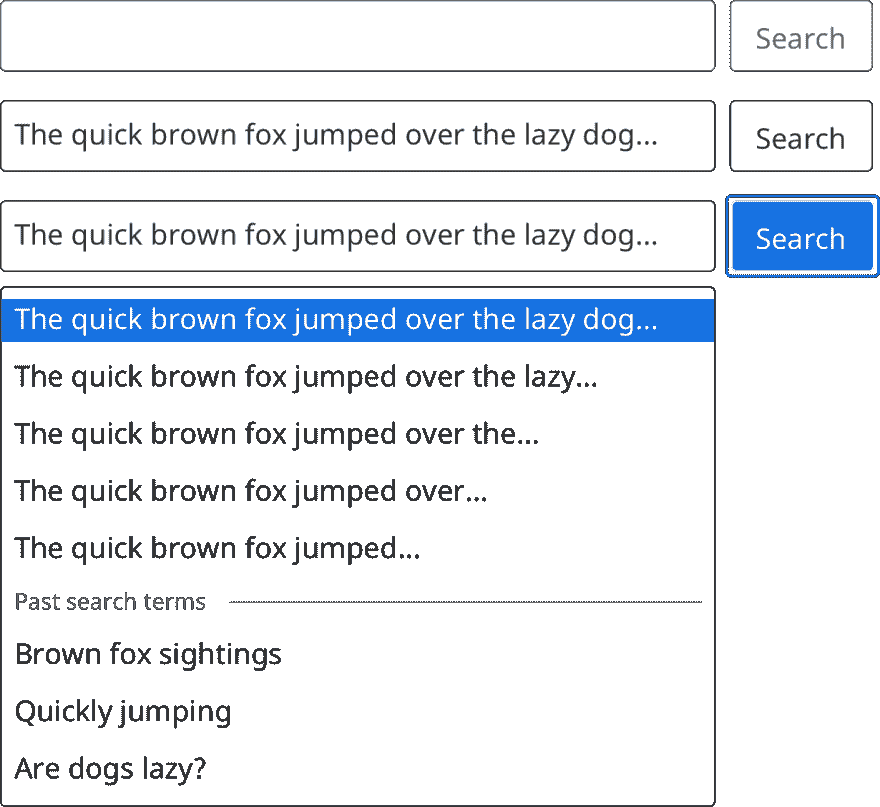 Search
The quick brown fox jumped over the lazy dog... Search
The quick brown fox jumped over the lazy dog... Search
The quick brown fox jumped over the lazy dog...
The quick brown fox jumped over the lazy...
The quick brown fox jumped over the...
The quick brown fox jumped over...
The quick brown fox jumped...
Past search terms
Brown fox sightings
Quickly jumping
Are dogs lazy?